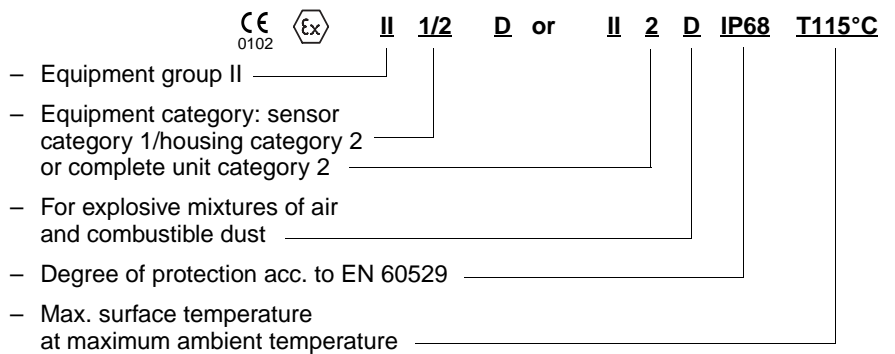 CE Ex II 1/2 D or II 2 D IP68 T115°C
0102
– Equipment group II
– Equipment category: sensor
category 1/housing category 2
or complete unit category 2
– For explosive mixtures of air
and combustible dust
– Degree of protection acc. to EN 60529
– Max. surface temperature
at maximum ambient temperature